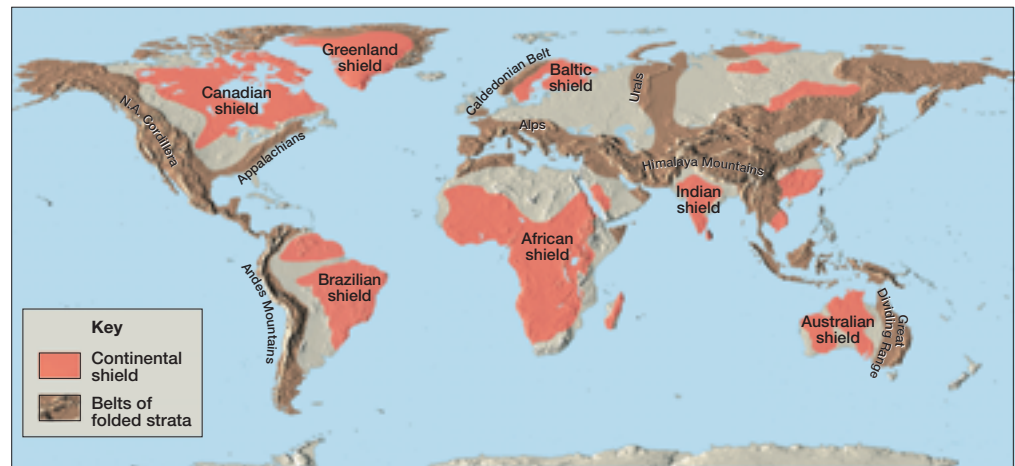 Greenland
shield
Canadian
shield
Caldedonian Belt
Baltic
shield
Urals
N.A. Cordillera
Appalachians
Alps
Himalaya Mountains
Indian
shield
African
shield
Andes Mountains
Brazilian
shield
Australian
shield
Great
Dividing Range
Key
Continental
shield
Belts of
folded strata